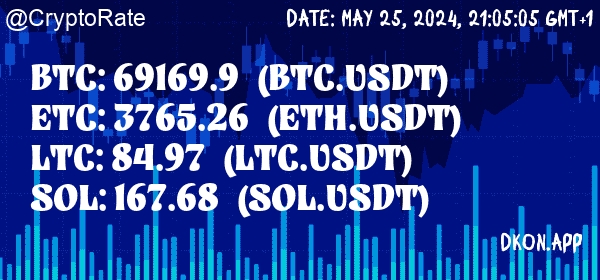 @CryptoRate
DATE: MAY 25, 2024, 21:05:05 GMT+1
BTC: 69169.9 (BTC.USDT)
ETC: 3765.26 (ETH.USDT)
LTC: 84.97 (LTC.USDT)
SOL: 167.68 (SOL.USDT)
DKON.APP